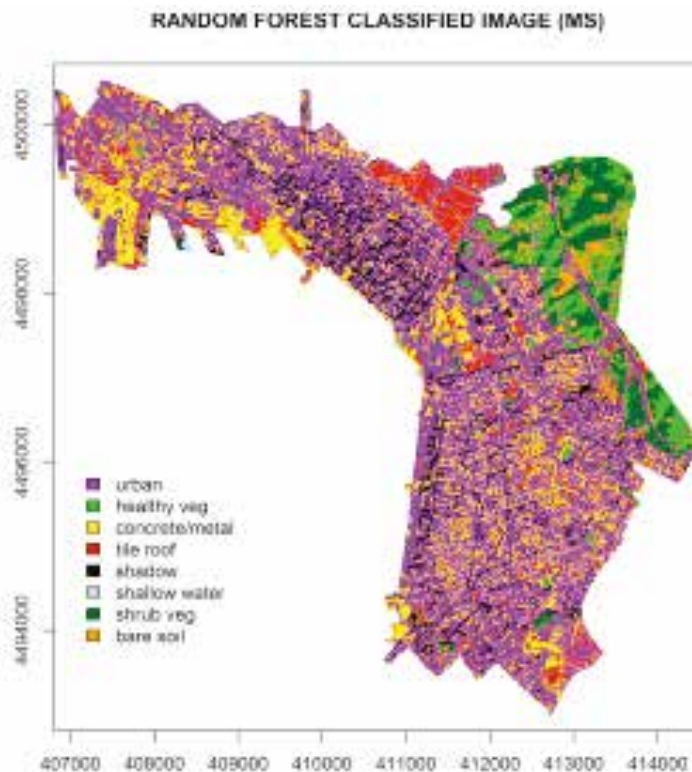 RANDOM FOREST CLASSIFIED IMAGE (MS)
4500000
4498000
4496000
4494000
urban
healthy veg
concrete/metal
tile roof
shadow
shallow water
shrub veg
bare soil
407000 408000 409000 410000 411000 412000 413000 414000